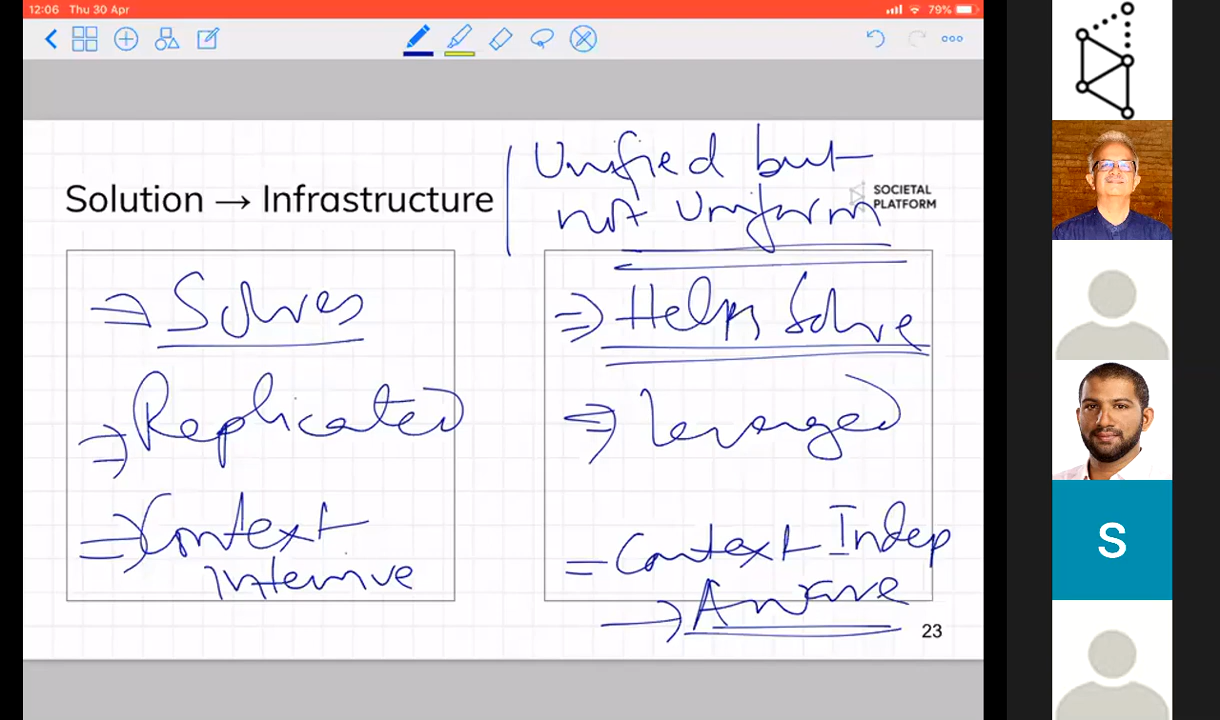 12:06 Thu 30 Apr
79%
Solution → Infrastructure
Unified but
not Uniform
SOCIETAL
PLATFORM
⇒ Solves
⇒ Replicated
⇒ Context
intensive
⇒ Helps Solve
⇒ Leveraged
= Context Indep
→ Aware
23
S